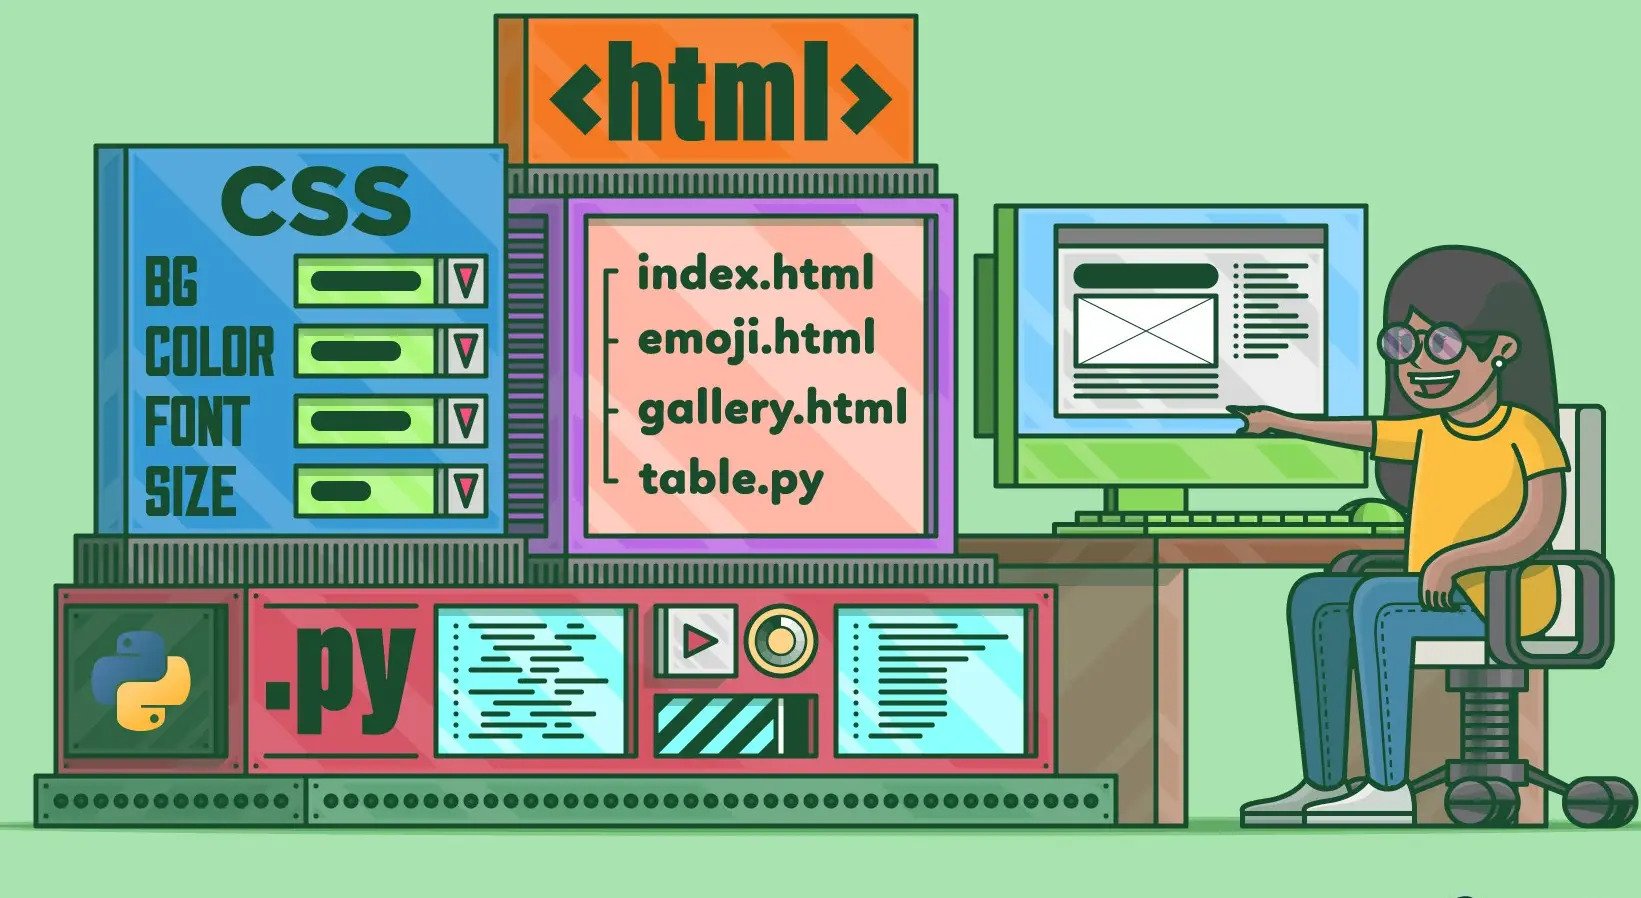 <html>
CSS
BG
COLOR
FONT
SIZE
index.html
emoji.html
gallery.html
table.py
.py